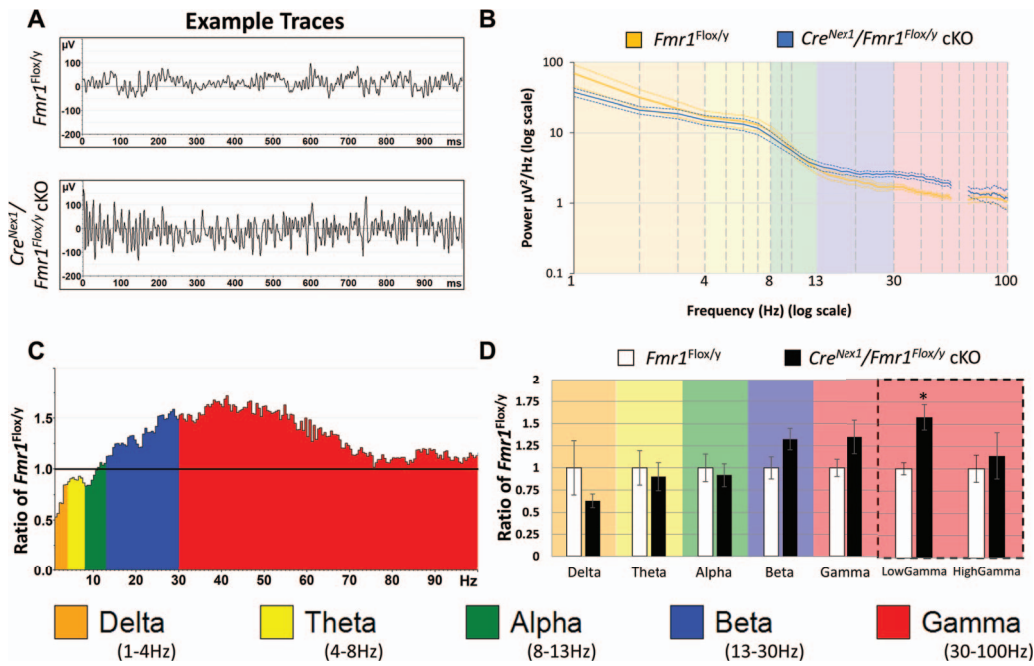 A
Example Traces
Fmr1Flox/y
µV
100
0
-100
-200
0 100 200 300 400 500 600 700 800 900 ms
CreNex1/
Fmr1Flox/y cKO
µV
100
0
-100
-200
0 100 200 300 400 500 600 700 800 900 ms
B
Fmr1Flox/y
CreNex1/Fmr1Flox/y cKO
Power µV2/Hz (log scale)
100
10
1
0.1
1 4 8 13 30 100
Frequency (Hz) (log scale)
C
Ratio of Fmr1Flox/y
1.5
1.0
0.5
0.0
10 20 30 40 50 60 70 80 90 Hz
D
Fmr1Flox/y
CreNex1/Fmr1Flox/y cKO
Ratio of Fmr1Flox/y
2
1.75
1.5
1.25
1
0.75
0.5
0.25
0
*
Delta Theta Alpha Beta Gamma LowGamma HighGamma
Delta Theta Alpha Beta Gamma
(1-4Hz) (4-8Hz) (8-13Hz) (13-30Hz) (30-100Hz)